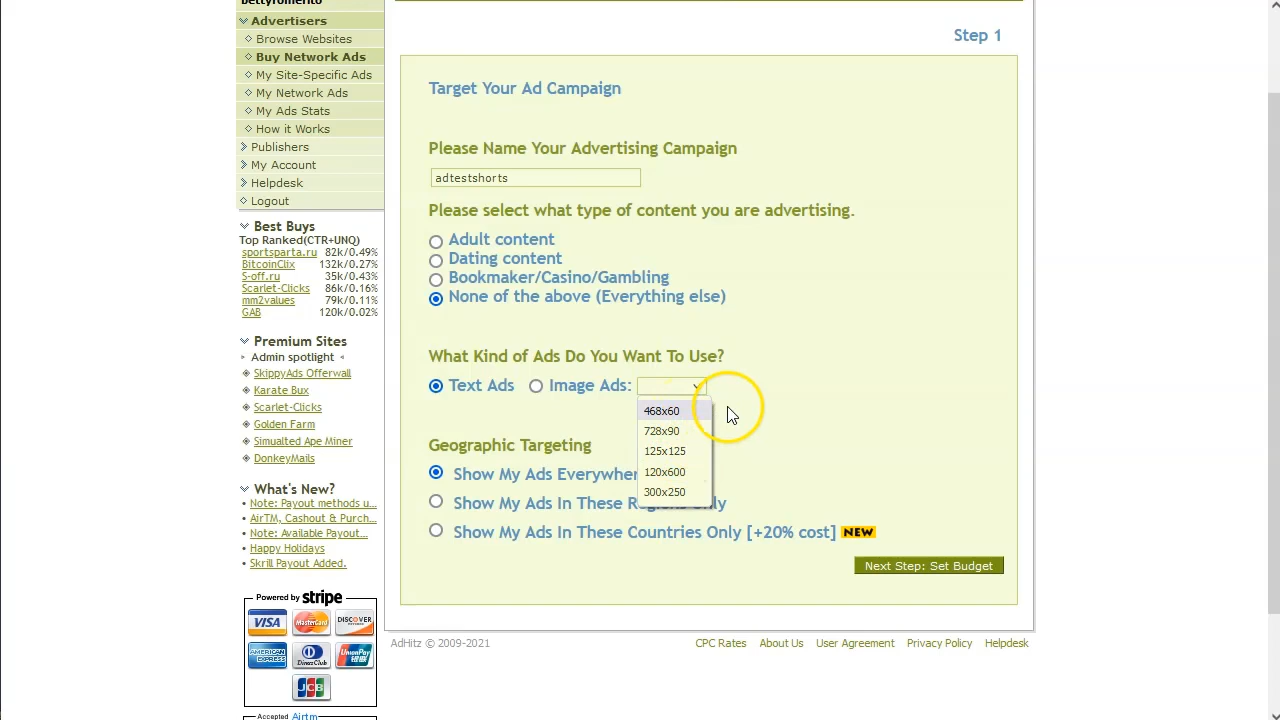 bettyromerito
Advertisers
Browse Websites
Buy Network Ads
My Site-Specific Ads
My Network Ads
My Ads Stats
How it Works
Publishers
My Account
Helpdesk
Logout
Best Buys
Top Ranked(CTR+UNQ)
sportsparta.ru 82k/0.49%
BitcoinClix 132k/0.27%
S-off.ru 35k/0.43%
Scarlet-Clicks 86k/0.16%
mm2values 79k/0.11%
GAB 120k/0.02%
Premium Sites
Admin spotlight
SkippyAds Offerwall
Karate Bux
Scarlet-Clicks
Golden Farm
Simualted Ape Miner
DonkeyMails
What's New?
Note: Payout methods u...
AirTM, Cashout & Purch...
Note: Available Payout...
Happy Holidays
Skrill Payout Added.
Powered by stripe
VISA MasterCard DISCOVER
AMERICAN EXPRESS Diners Club UnionPay 银联
JCB
Accepted Airtm
Step 1
Target Your Ad Campaign
Please Name Your Advertising Campaign
adtestshorts
Please select what type of content you are advertising.
Adult content
Dating content
Bookmaker/Casino/Gambling
None of the above (Everything else)
What Kind of Ads Do You Want To Use?
Text Ads Image Ads:
468x60
728x90
125x125
120x600
300x250
Geographic Targeting
Show My Ads Everywher
Show My Ads In These R Only
Show My Ads In These Countries Only [+20% cost] NEW
Next Step: Set Budget
AdHitz © 2009-2021 CPC Rates About Us User Agreement Privacy Policy Helpdesk